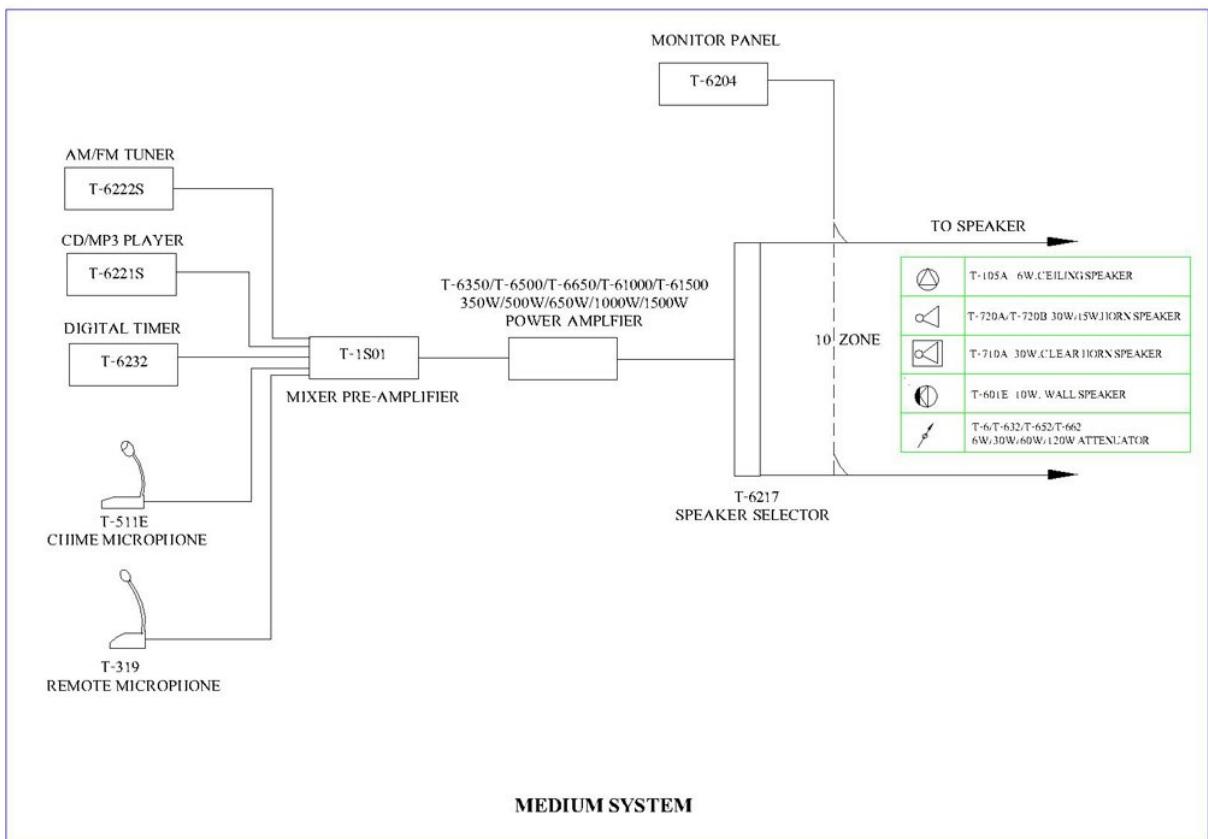 MONITOR PANEL
T-6204
AM/FM TUNER
T-6222S
CD/MP3 PLAYER
T-6221S
DIGITAL TIMER
T-6232
T-1S01
MIXER PRE-AMPLIFIER
T-6350/T-6500/T-6650/T-61000/T-61500
350W/500W/650W/1000W/1500W
POWER AMPLFIER
T-511E
CHIME MICROPHONE
T-319
REMOTE MICROPHONE
T-6217
SPEAKER SELECTOR
10 ZONE
TO SPEAKER
T-105A 6W.CEILING SPEAKER
T-720A/T-720B 30W/15W.HORN SPEAKER
T-710A 30W.CLEAR HORN SPEAKER
T-601E 10W. WALL SPEAKER
T-6/T-632/T-652/T-662
6W/30W/60W/120W ATTENUATOR
MEDIUM SYSTEM